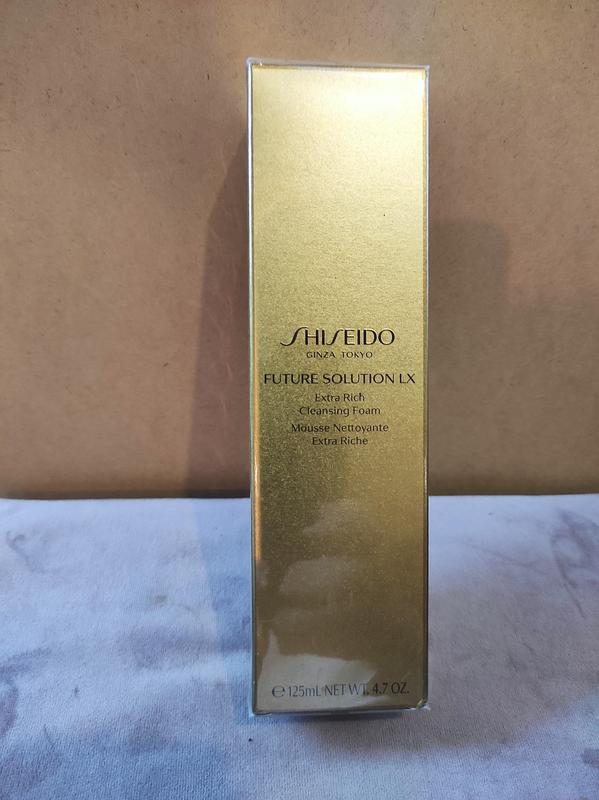 SHISEIDO
GINZA TOKYO
FUTURE SOLUTION LX
Extra Rich
Cleansing Foam
Mousse Nettoyante
Extra Riche
℮ 125mL NET WT. 4.7 OZ.